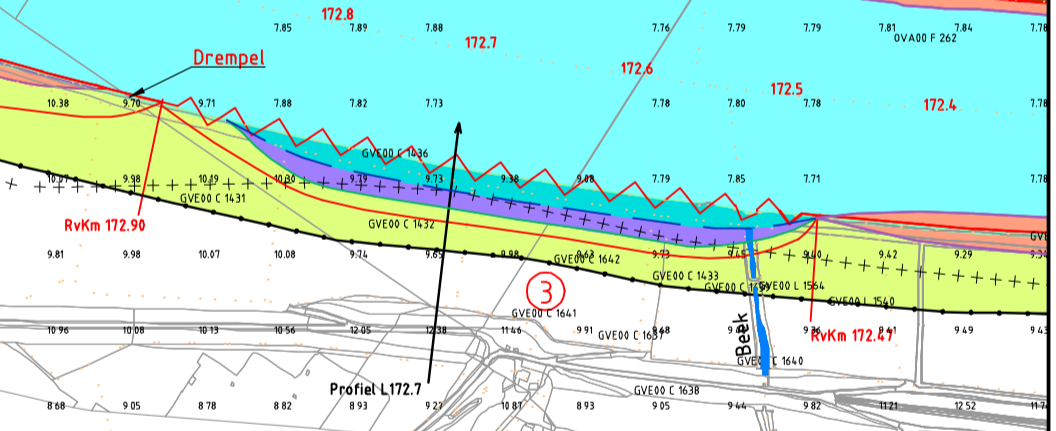 172.8
7.85 7.89 7.88 7.76 7.79 7.81 7.84 7.78
OVA00 F 262
172.7
Drempel
172.6
172.5
172.4
10.38 9.70 9.71 7.88 7.82 7.73 7.78 7.80 7.78 7.78
GVE00 C 1436
9.98 10.19 10.30 9.79 9.73 9.38 9.08 7.79 7.85 7.71 7.78
GVE00 C 1431
RvKm 172.90
GVE00 C 1432
9.81 9.98 10.07 10.08 9.74 9.65 9.98 9.63 9.73 9.40 9.42 9.29
GVE00 C 1642
GVE00 C 1433
GVE00 L 1564
GVE00 L 1540
3
GVE00 C 1641
10.96 10.08 10.13 10.56 12.05 12.38 11.46 9.91 9.36 9.41 9.49 9.43
GVE00 C 1637
Beek
RvKm 172.47
GVE00 C 1640
Profiel L172.7
GVE00 C 1638
8.68 9.05 8.78 8.82 8.93 9.27 10.87 8.93 9.05 9.44 9.82 11.21 12.52